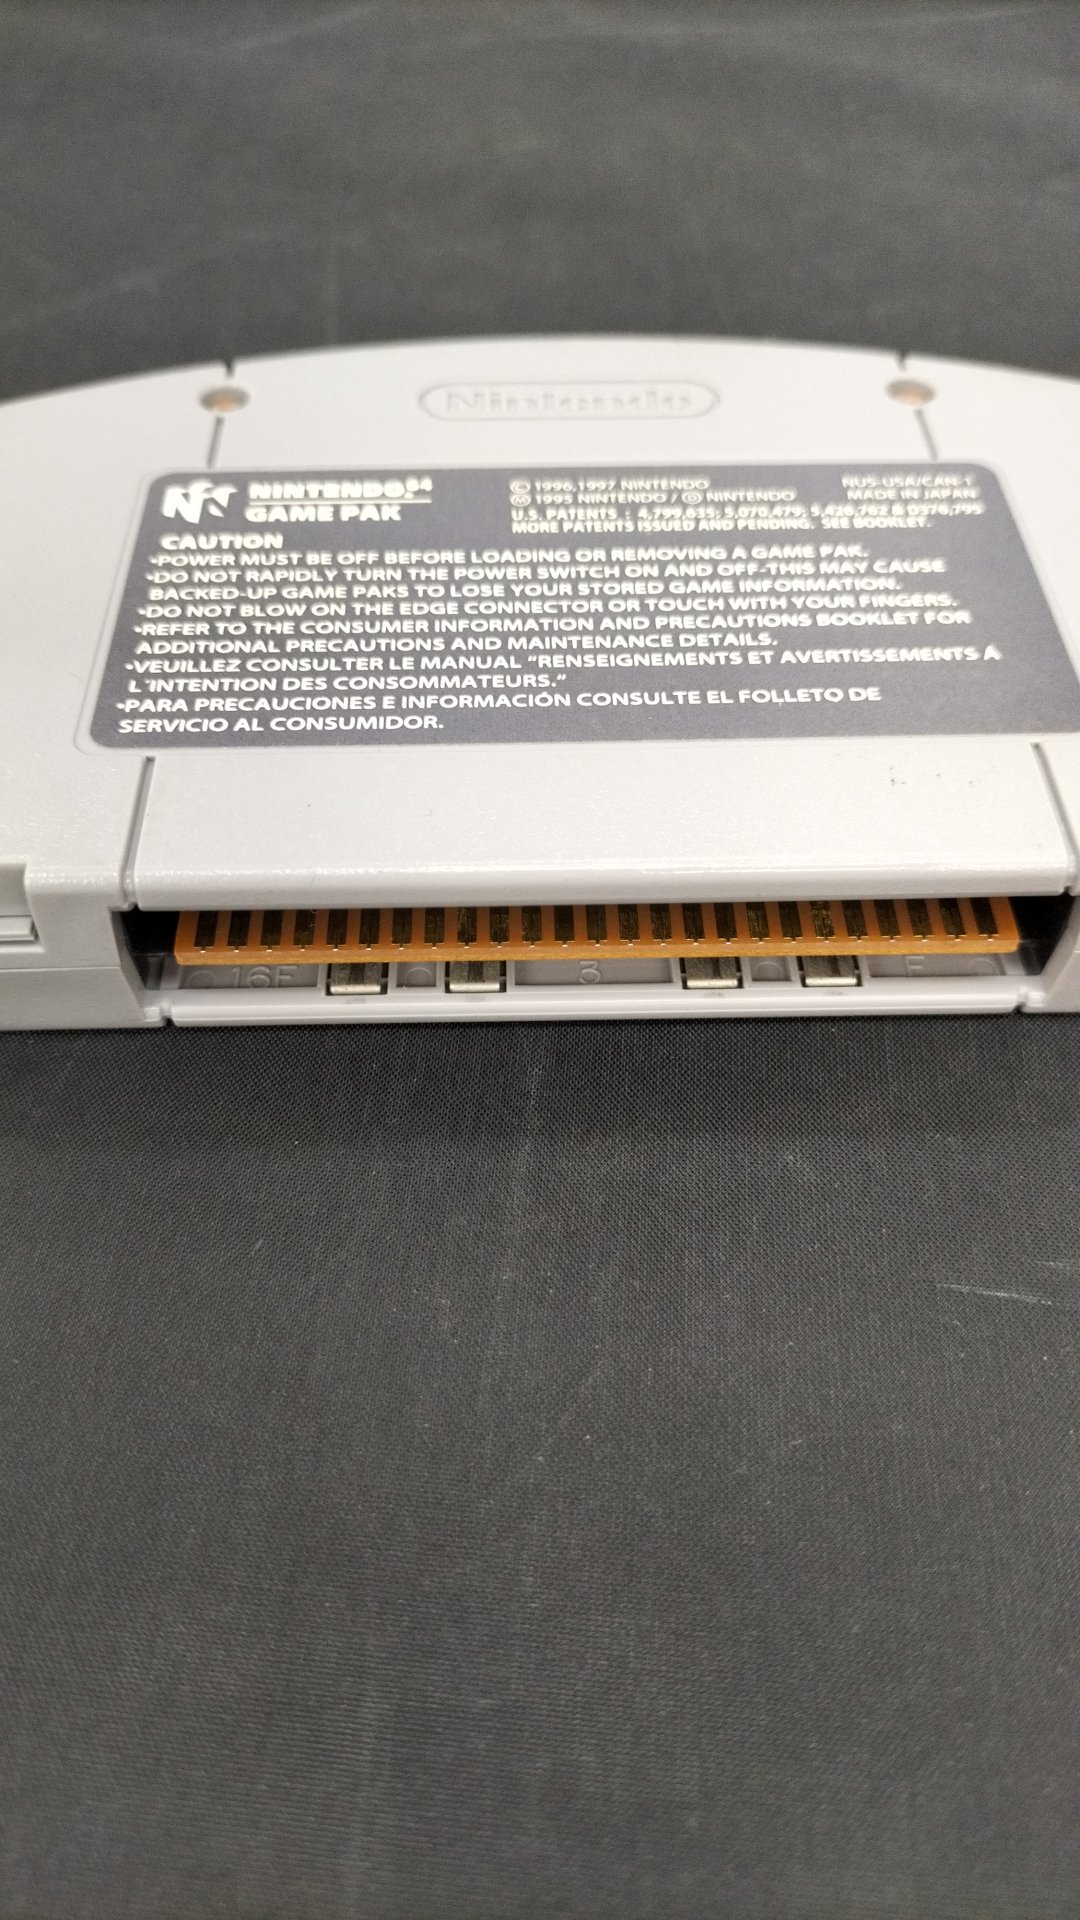 Nintendo
NINTENDO 64
GAME PAK
© 1996, 1997 NINTENDO
Ⓜ 1995 NINTENDO / Ⓓ NINTENDO
NUS-USA/CAN-1
MADE IN JAPAN
U.S. PATENTS : 4,799,635; 5,070,479; 5,426,762 & D376,795
MORE PATENTS ISSUED AND PENDING. SEE BOOKLET.
CAUTION
•POWER MUST BE OFF BEFORE LOADING OR REMOVING A GAME PAK.
•DO NOT RAPIDLY TURN THE POWER SWITCH ON AND OFF-THIS MAY CAUSE
BACKED-UP GAME PAKS TO LOSE YOUR STORED GAME INFORMATION.
•DO NOT BLOW ON THE EDGE CONNECTOR OR TOUCH WITH YOUR FINGERS.
•REFER TO THE CONSUMER INFORMATION AND PRECAUTIONS BOOKLET FOR
ADDITIONAL PRECAUTIONS AND MAINTENANCE DETAILS.
•VEUILLEZ CONSULTER LE MANUAL "RENSEIGNEMENTS ET AVERTISSEMENTS Á
L'INTENTION DES CONSOMMATEURS."
•PARA PRECAUCIONES E INFORMACIÓN CONSULTE EL FOLLETO DE
SERVICIO AL CONSUMIDOR.
16F 3 F